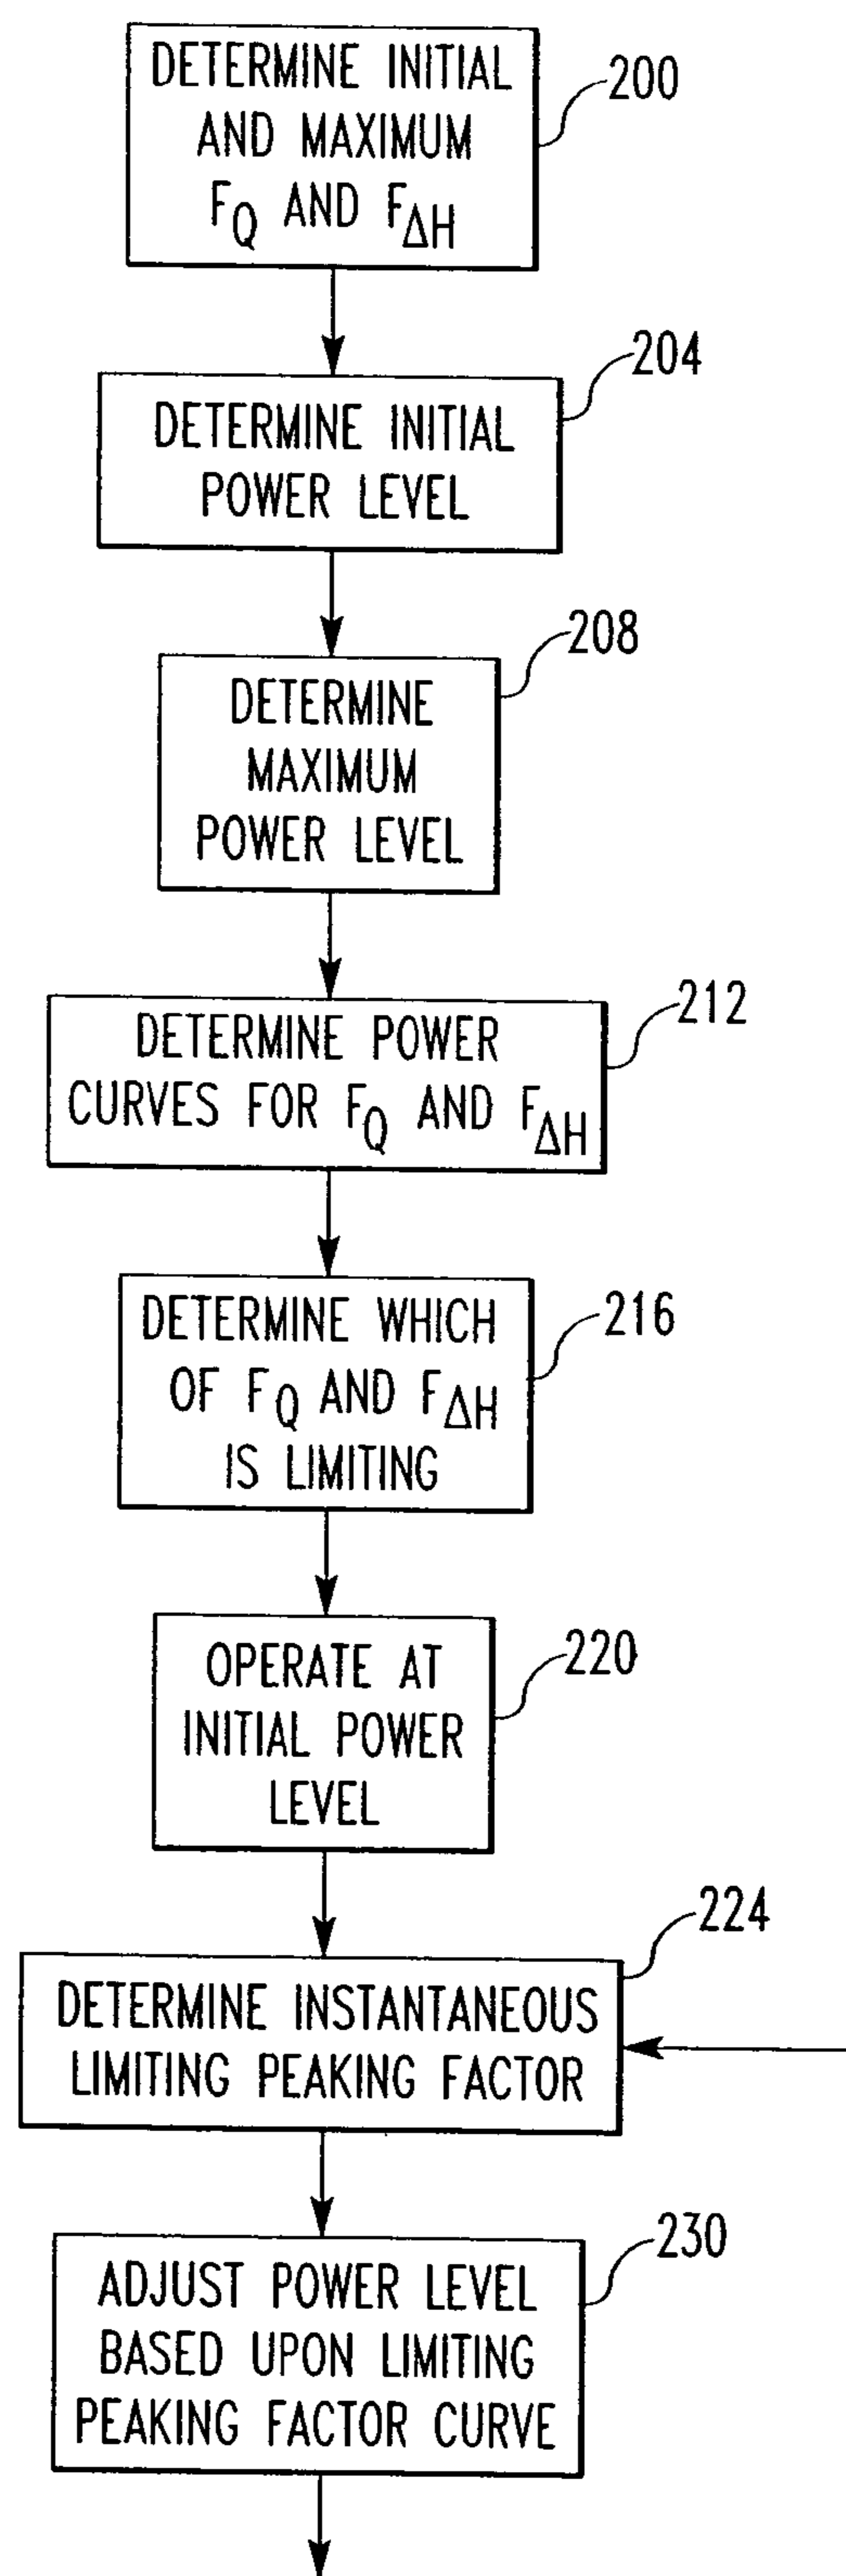 DETERMINE INITIAL
AND MAXIMUM
FQ AND FΔH
200
DETERMINE INITIAL
POWER LEVEL
204
DETERMINE
MAXIMUM
POWER LEVEL
208
DETERMINE POWER
CURVES FOR FQ AND FΔH
212
DETERMINE WHICH
OF FQ AND FΔH
IS LIMITING
216
OPERATE AT
INITIAL POWER
LEVEL
220
DETERMINE INSTANTANEOUS
LIMITING PEAKING FACTOR
224
ADJUST POWER LEVEL
BASED UPON LIMITING
PEAKING FACTOR CURVE
230